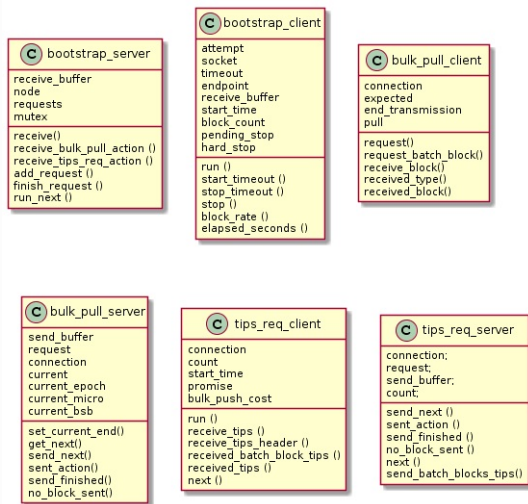 C bootstrap_server
receive_buffer
node
requests
mutex
receive()
receive_bulk_pull_action ()
receive_tips_req_action ()
add_request ()
finish_request ()
run_next ()
C bootstrap_client
attempt
socket
timeout
endpoint
receive_buffer
start_time
block_count
pending_stop
hard_stop
run ()
start_timeout ()
stop_timeout ()
stop ()
block_rate ()
elapsed_seconds ()
C bulk_pull_client
connection
expected
end_transmission
pull
request()
request_batch_block()
receive_block()
received_type()
received_block()
C bulk_pull_server
send_buffer
request
connection
current
current_epoch
current_micro
current_bsb
set_current_end()
get_next()
send_next()
sent_action()
send_finished()
no_block_sent()
C tips_req_client
connection
count
start_time
promise
bulk_push_cost
run ()
receive_tips ()
receive_tips_header ()
received_batch_block_tips ()
received_tips ()
next ()
C tips_req_server
connection;
request;
send_buffer;
count;
send_next ()
sent_action ()
send_finished ()
no_block_sent ()
next ()
send_batch_blocks_tips()